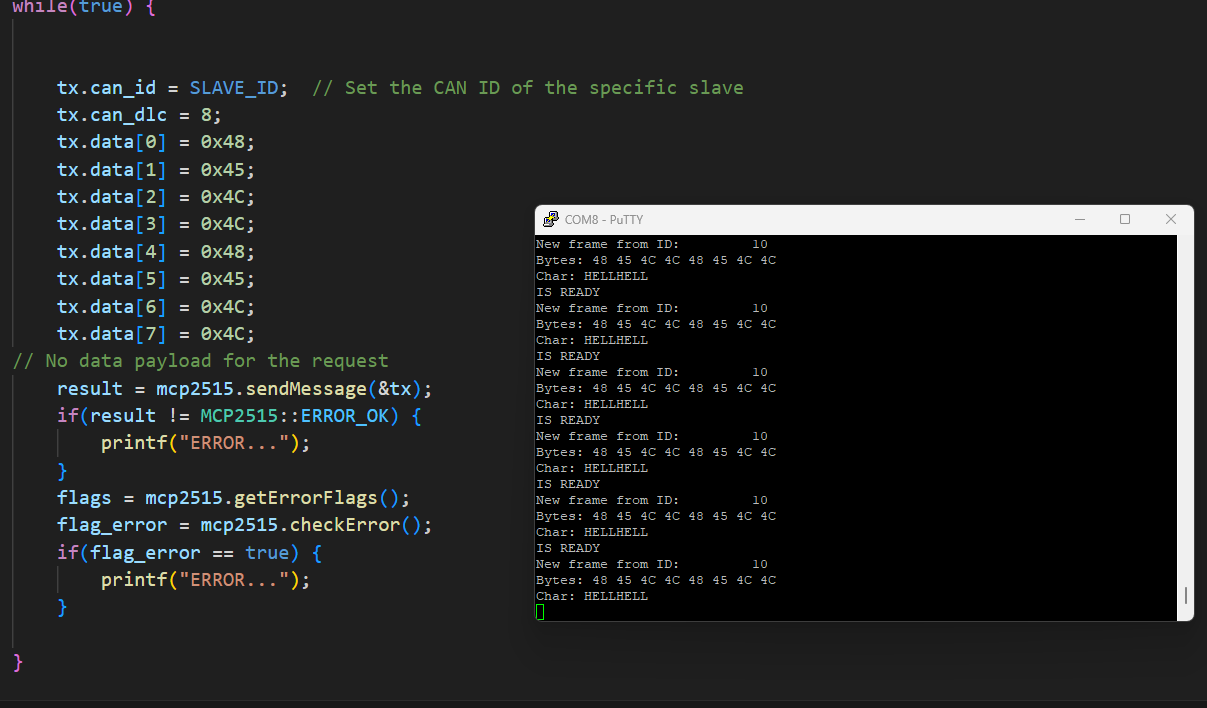 while(true) {
tx.can_id = SLAVE_ID;  // Set the CAN ID of the specific slave
tx.can_dlc = 8;
tx.data[0] = 0x48;
tx.data[1] = 0x45;
tx.data[2] = 0x4C;
tx.data[3] = 0x4C;
tx.data[4] = 0x48;
tx.data[5] = 0x45;
tx.data[6] = 0x4C;
tx.data[7] = 0x4C;
// No data payload for the request
result = mcp2515.sendMessage(&tx);
if(result != MCP2515::ERROR_OK) {
printf("ERROR...");
}
flags = mcp2515.getErrorFlags();
flag_error = mcp2515.checkError();
if(flag_error == true) {
printf("ERROR...");
}
}
COM8 - PuTTY
New frame from ID:         10
Bytes: 48 45 4C 4C 48 45 4C 4C
Char: HELLHELL
IS READY
New frame from ID:         10
Bytes: 48 45 4C 4C 48 45 4C 4C
Char: HELLHELL
IS READY
New frame from ID:         10
Bytes: 48 45 4C 4C 48 45 4C 4C
Char: HELLHELL
IS READY
New frame from ID:         10
Bytes: 48 45 4C 4C 48 45 4C 4C
Char: HELLHELL
IS READY
New frame from ID:         10
Bytes: 48 45 4C 4C 48 45 4C 4C
Char: HELLHELL
IS READY
New frame from ID:         10
Bytes: 48 45 4C 4C 48 45 4C 4C
Char: HELLHELL